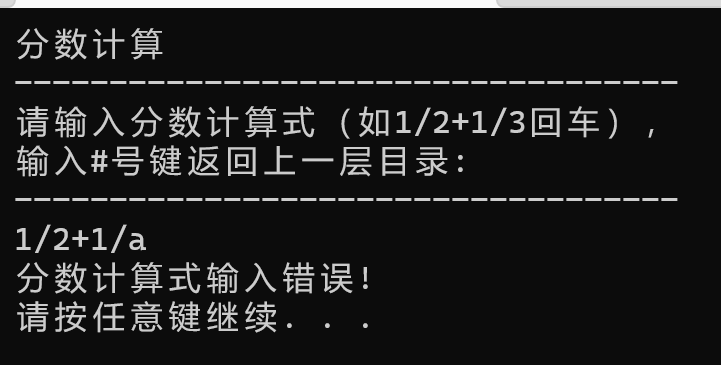 分数计算
-----------------------------------
请输入分数计算式（如1/2+1/3回车），
输入#号键返回上一层目录:
-----------------------------------
1/2+1/a
分数计算式输入错误!
请按任意键继续. . .